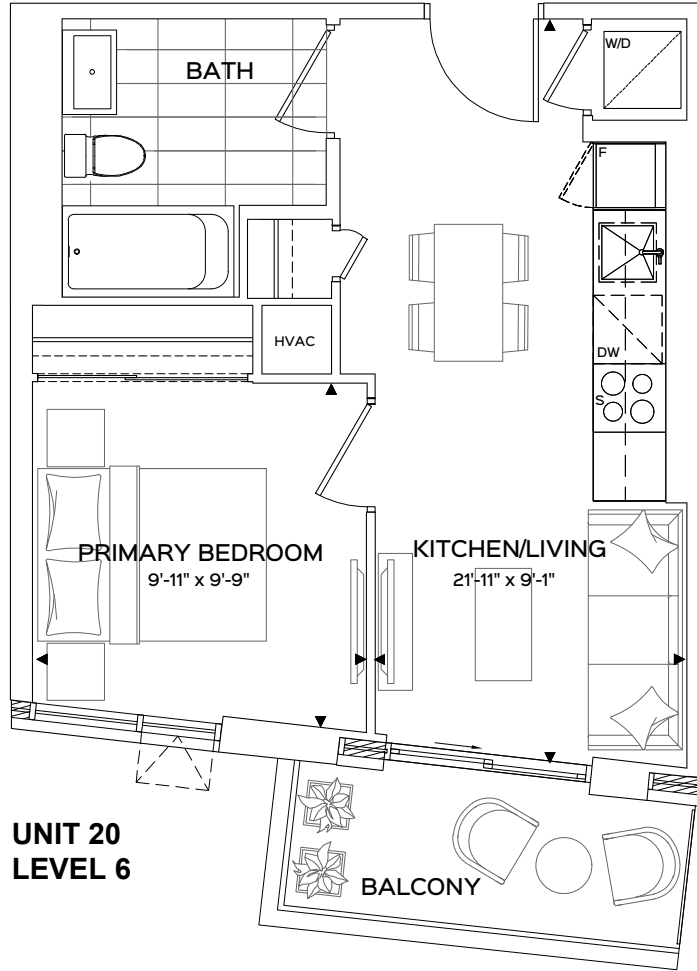 BATH
W/D
F
HVAC
DW
S
PRIMARY BEDROOM
9'-11" x 9'-9"
KITCHEN/LIVING
21'-11" x 9'-1"
UNIT 20
LEVEL 6
BALCONY